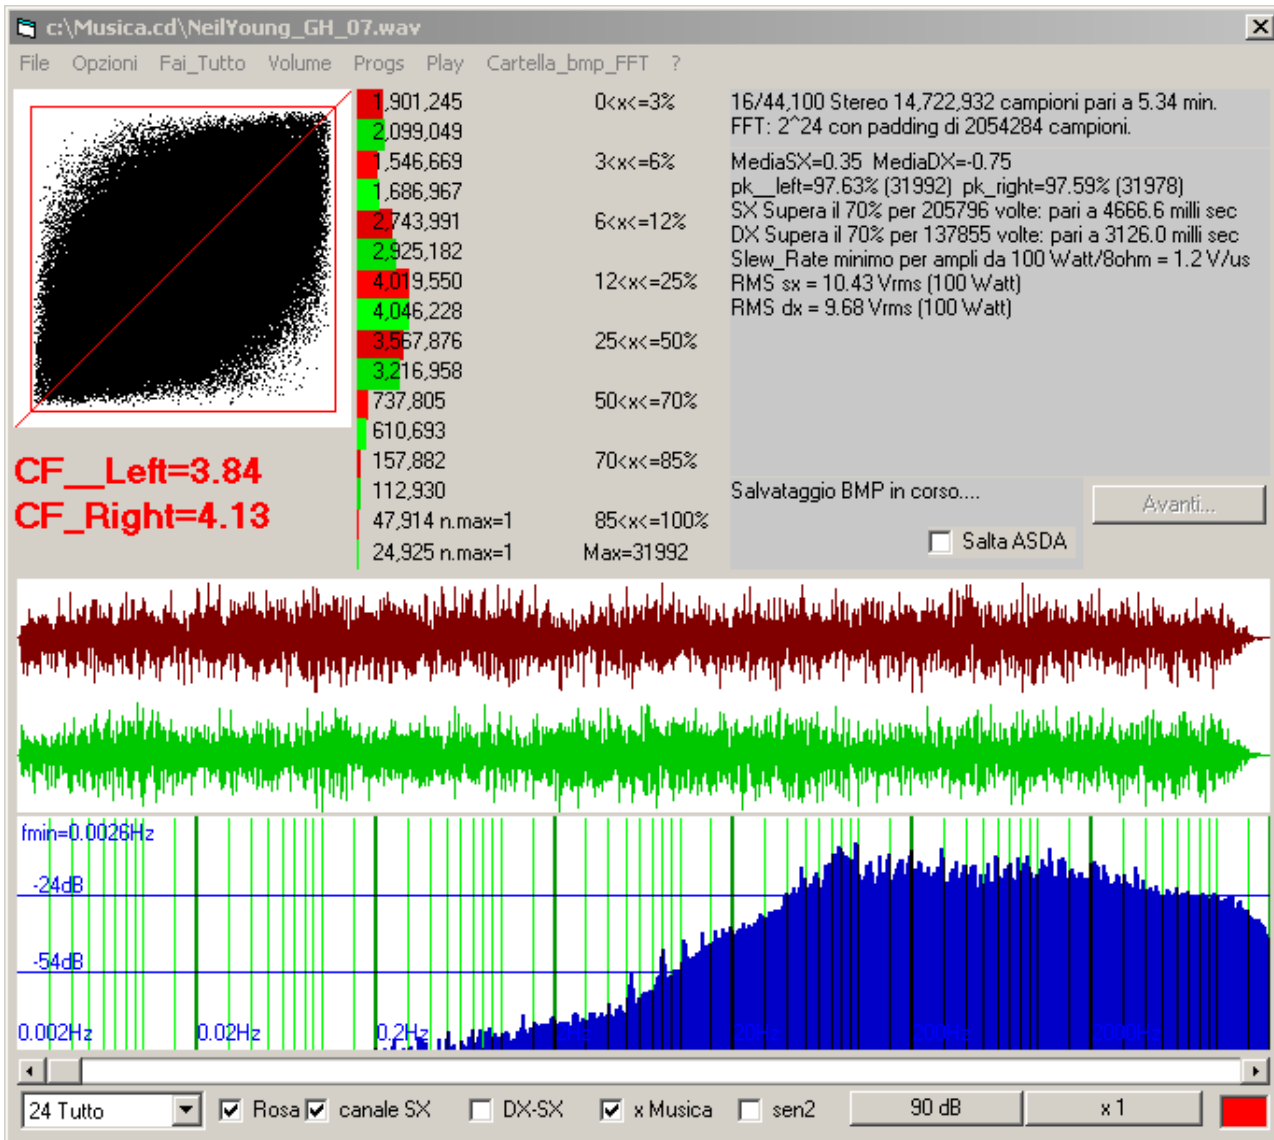 c:\Musica.cd\NeilYoung_GH_07.wav
File Opzioni Fai_Tutto Volume Progs Play Cartella_bmp_FFT ?
1,901,245 0<x<=3%
2,099,049
1,546,669 3<x<=6%
1,686,967
2,743,991 6<x<=12%
2,925,182
4,019,550 12<x<=25%
4,046,228
3,567,876 25<x<=50%
3,216,958
737,805 50<x<=70%
610,693
157,882 70<x<=85%
112,930
47,914 n.max=1 85<x<=100%
24,925 n.max=1 Max=31992
16/44,100 Stereo 14,722,932 campioni pari a 5.34 min.
FFT: 2^24 con padding di 2054284 campioni.
MediaSX=0.35 MediaDX=-0.75
pk__left=97.63% (31992) pk_right=97.59% (31978)
SX Supera il 70% per 205796 volte: pari a 4666.6 milli sec
DX Supera il 70% per 137855 volte: pari a 3126.0 milli sec
Slew_Rate minimo per ampli da 100 Watt/8ohm = 1.2 V/us
RMS sx = 10.43 Vrms (100 Watt)
RMS dx = 9.68 Vrms (100 Watt)
CF__Left=3.84
CF_Right=4.13
Salvataggio BMP in corso....
Avanti...
Salta ASDA
fmin=0.0026Hz
-24dB
-54dB
0.002Hz 0.02Hz 0.2Hz 20Hz 200Hz 2000Hz
24 Tutto Rosa canale SX DX-SX x Musica sen2 90 dB x 1